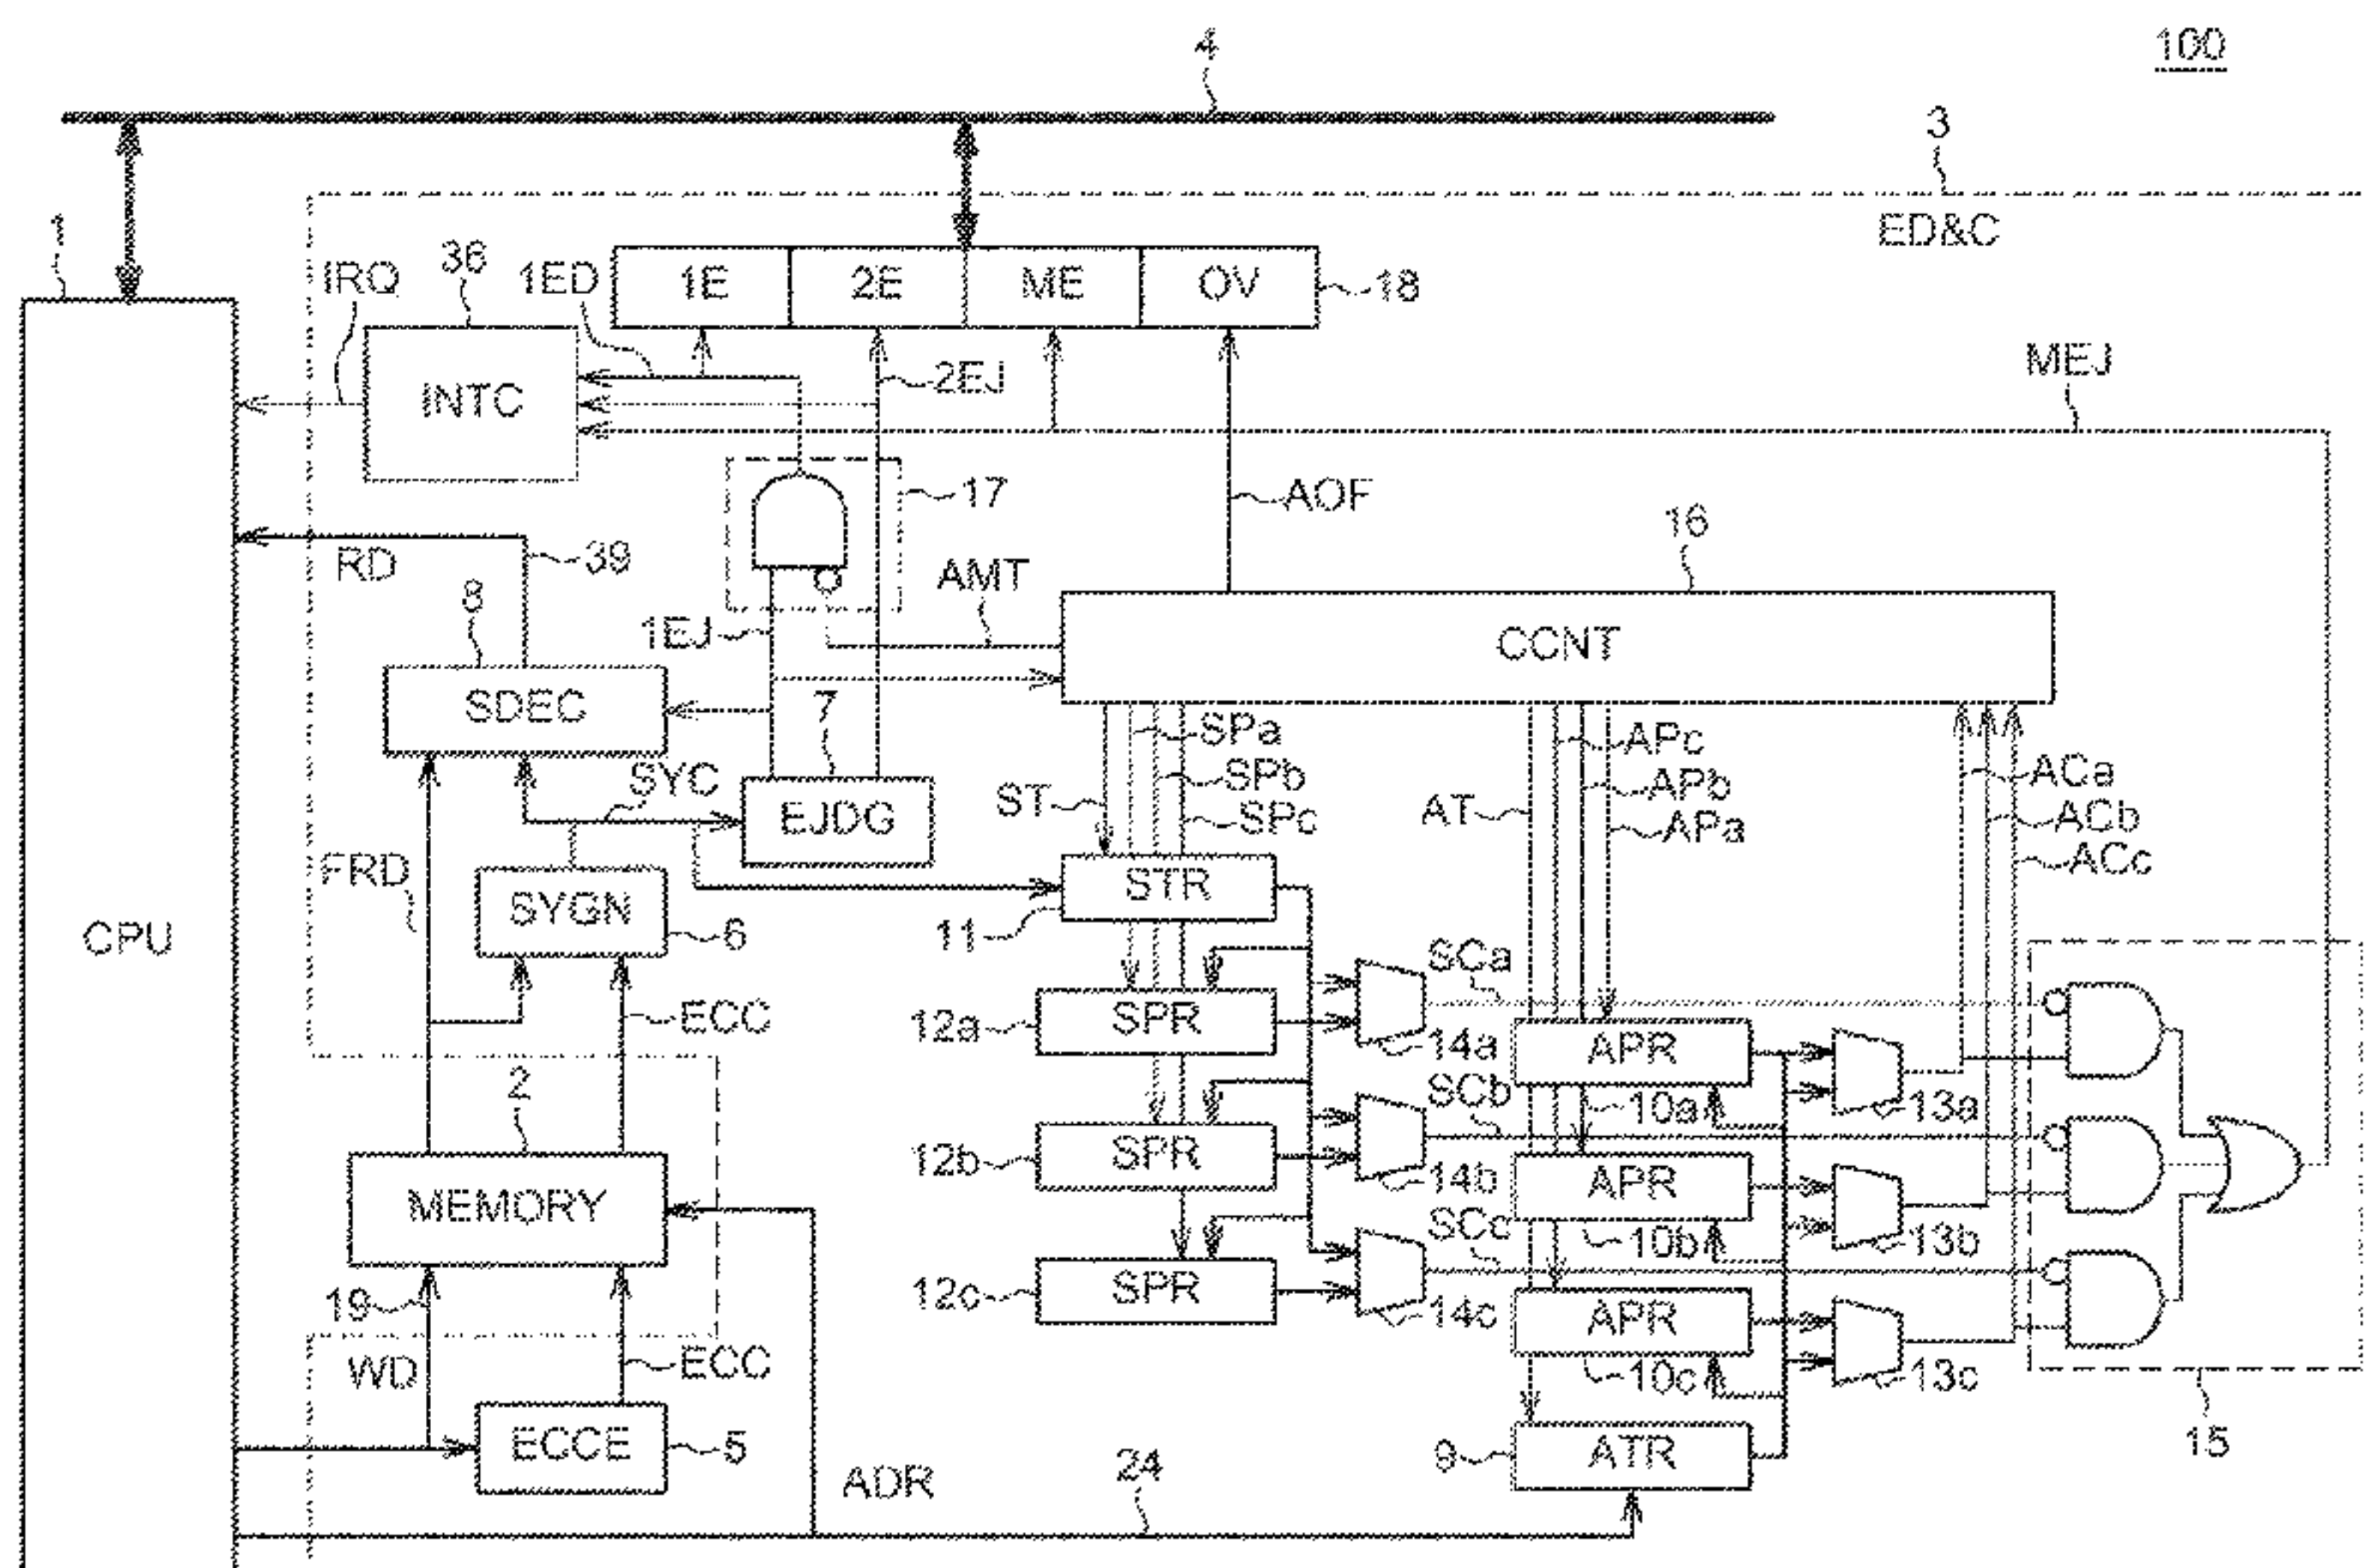 100
4
3
ED&C
1
IRQ
36
1ED
1E
2E
ME
OV
18
INTC
2EJ
MEJ
17
AOF
16
RD
39
AMT
8
1EJ
CCNT
SDEC
7
SPa
APc
SYC
SPb
APb
ACa
ST
EJDG
SPc
AT
APa
ACb
FRD
ACc
SYGN
STR
CPU
6
11
SCa
ECC
12a
SPR
14a
APR
2
SCb
10a
13a
12b
SPR
14b
APR
MEMORY
SCc
10b
13b
19
12c
SPR
14c
APR
WD
ECC
10c
13c
ECCE
5
ADR
24
9
ATR
15